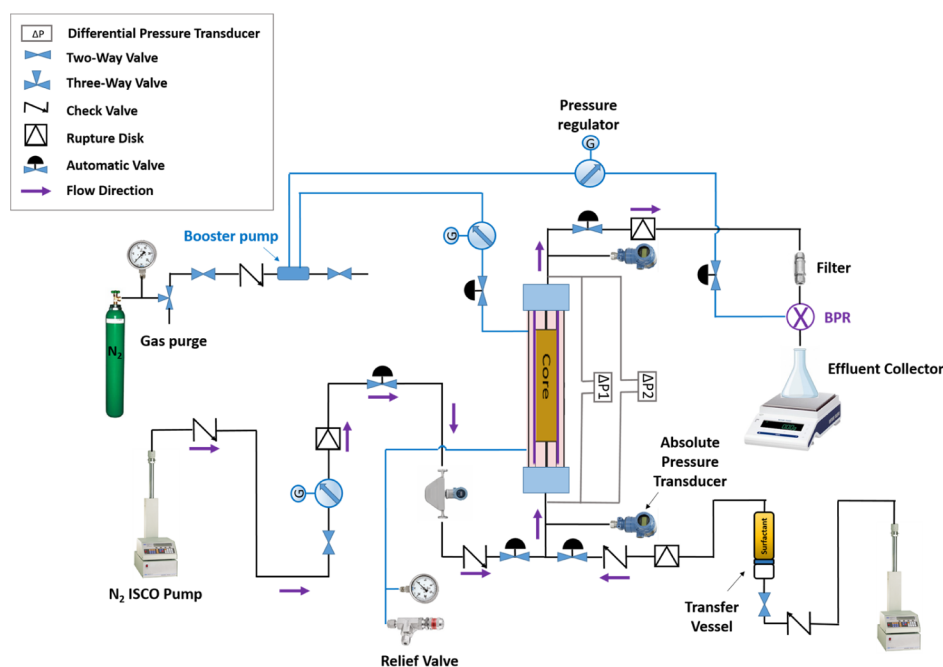 ΔP Differential Pressure Transducer
Two-Way Valve
Three-Way Valve
Check Valve
Rupture Disk
Automatic Valve
Flow Direction
Pressure
regulator
G
G
Booster pump
Gas purge
N2
Filter
BPR
Effluent Collector
Core
ΔP1
ΔP2
Absolute
Pressure
Transducer
G
Surfactant
N2 ISCO Pump
Transfer
Vessel
Relief Valve